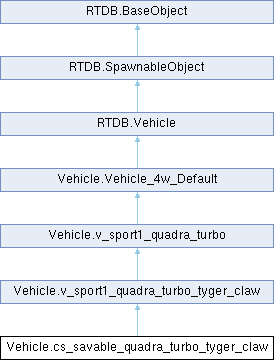 RTDB.BaseObject
RTDB.SpawnableObject
RTDB.Vehicle
Vehicle.Vehicle_4w_Default
Vehicle.v_sport1_quadra_turbo
Vehicle.v_sport1_quadra_turbo_tyger_claw
Vehicle.cs_savable_quadra_turbo_tyger_claw